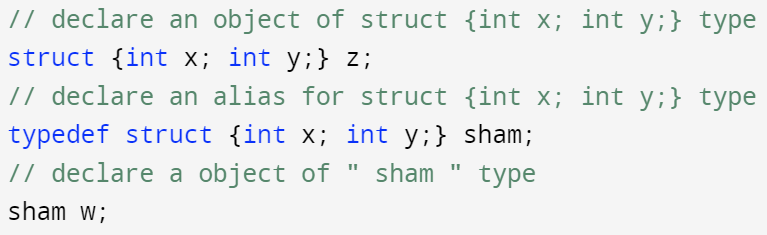 // declare an object of struct {int x; int y;} type
struct {int x; int y;} z;
// declare an alias for struct {int x; int y;} type
typedef struct {int x; int y;} sham;
// declare a object of " sham " type
sham w;